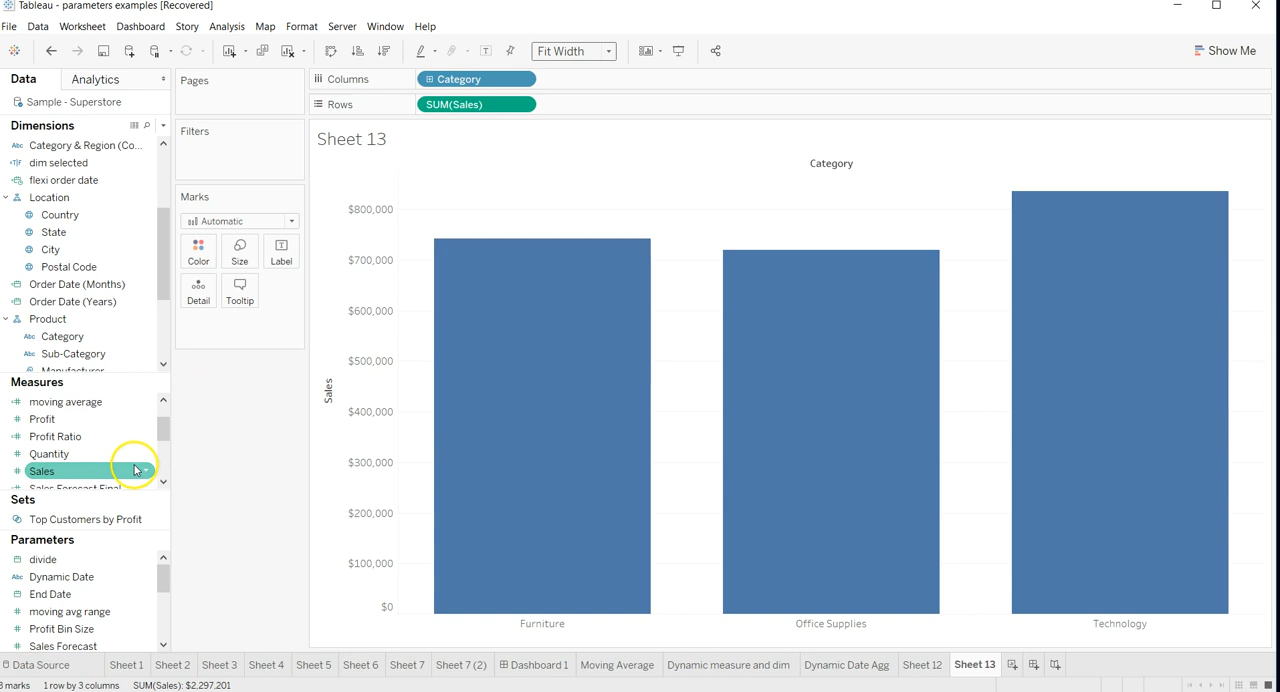 Tableau - parameters examples [Recovered]
File Data Worksheet Dashboard Story Analysis Map Format Server Window Help
Fit Width
Show Me
Data Analytics
Sample - Superstore
Dimensions
Category & Region (Co...
dim selected
flexi order date
Location
Country
State
City
Postal Code
Order Date (Months)
Order Date (Years)
Product
Category
Sub-Category
Manufacturer
Measures
moving average
Profit
Profit Ratio
Quantity
Sales
Sales Forecast Final
Sets
Top Customers by Profit
Parameters
divide
Dynamic Date
End Date
moving avg range
Profit Bin Size
Sales Forecast
Pages
Filters
Marks
Automatic
Color Size Label
Detail Tooltip
Columns Category
Rows SUM(Sales)
Sheet 13
Category
Sales
$800,000
$700,000
$600,000
$500,000
$400,000
$300,000
$200,000
$100,000
$0
Furniture Office Supplies Technology
Data Source Sheet 1 Sheet 2 Sheet 3 Sheet 4 Sheet 5 Sheet 6 Sheet 7 Sheet 7 (2) Dashboard 1 Moving Average Dynamic measure and dim Dynamic Date Agg Sheet 12 Sheet 13
3 marks 1 row by 3 columns SUM(Sales): $2,297,201